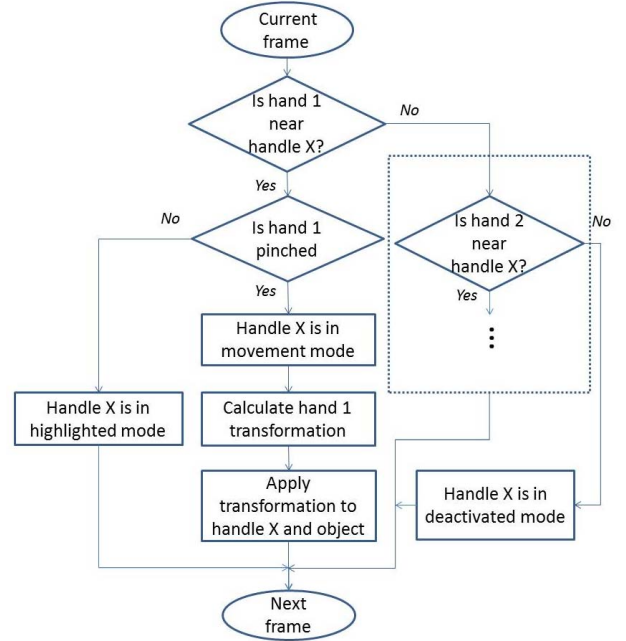 Current
frame
Is hand 1
near
handle X?
No
Yes
Is hand 1
pinched
No
Yes
Is hand 2
near
handle X?
No
Yes
Handle X is in
movement mode
Handle X is in
highlighted mode
Calculate hand 1
transformation
Apply
transformation to
handle X and object
Handle X is in
deactivated mode
Next
frame